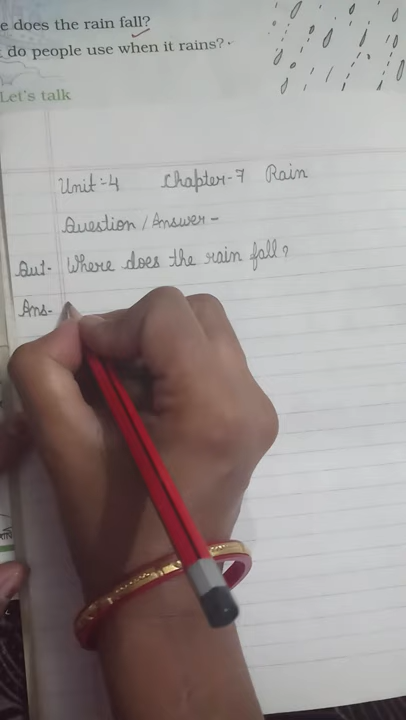 e does the rain fall?
do people use when it rains?
Let's talk
Unit-4 Chapter-7 Rain
Question / Answer -
Qu1- Where does the rain fall?
Ans-